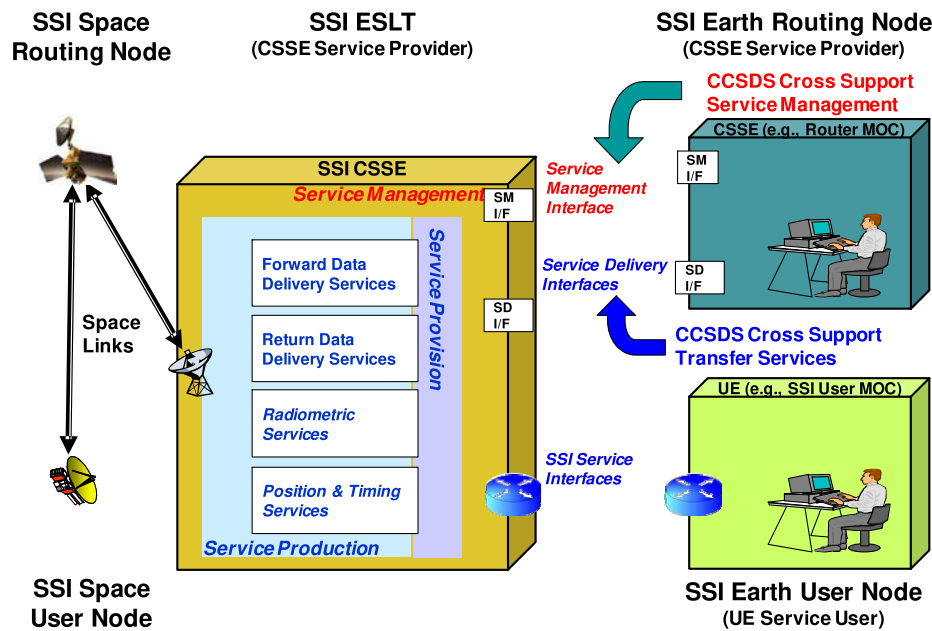 SSI Space
Routing Node
SSI ESLT
(CSSE Service Provider)
SSI Earth Routing Node
(CSSE Service Provider)
CCSDS Cross Support
Service Management
CSSE (e.g., Router MOC)
SM
I/F
SD
I/F
SSI CSSE
Service Management
SM
I/F
SD
I/F
Service
Management
Interface
Service Delivery
Interfaces
Forward Data
Delivery Services
Return Data
Delivery Services
Radiometric
Services
Position & Timing
Services
Service Provision
Service Production
Space
Links
CCSDS Cross Support
Transfer Services
UE (e.g., SSI User MOC)
SSI Service
Interfaces
SSI Space
User Node
SSI Earth User Node
(UE Service User)